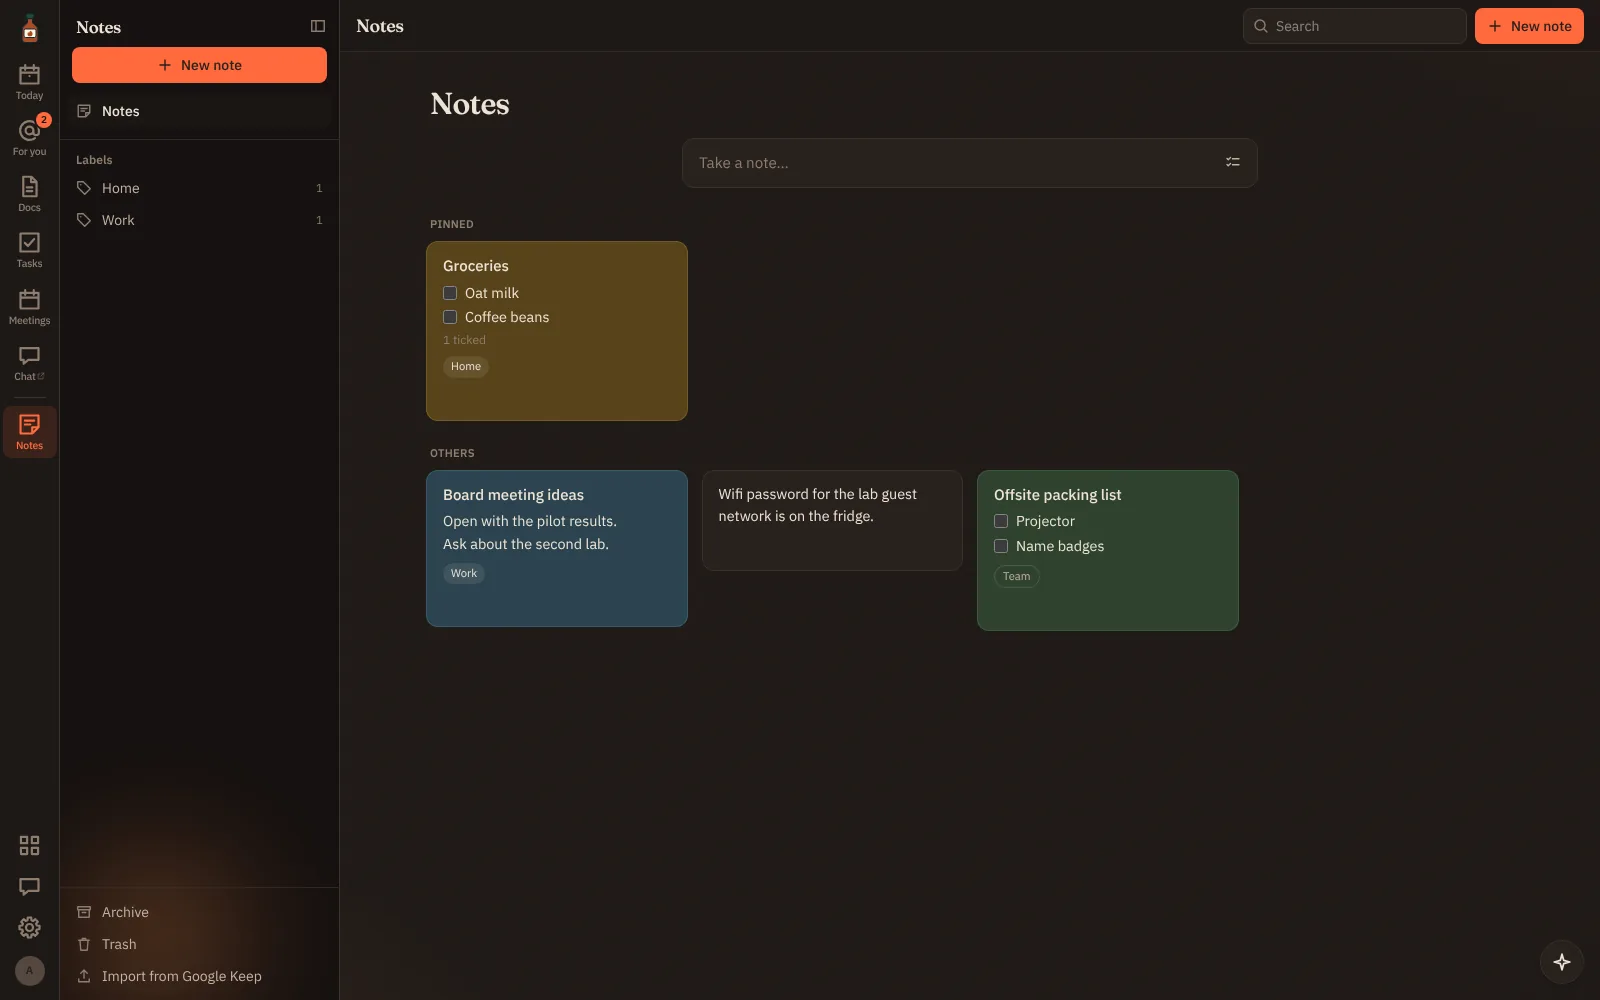 Notes
New note
Notes
Labels
Home 1
Work 1
Archive
Trash
Import from Google Keep
Today
2
For you
Docs
Tasks
Meetings
Chat
Notes
A
Notes
Search
New note
Notes
Take a note...
PINNED
Groceries
Oat milk
Coffee beans
1 ticked
Home
OTHERS
Board meeting ideas
Open with the pilot results.
Ask about the second lab.
Work
Wifi password for the lab guest
network is on the fridge.
Offsite packing list
Projector
Name badges
Team